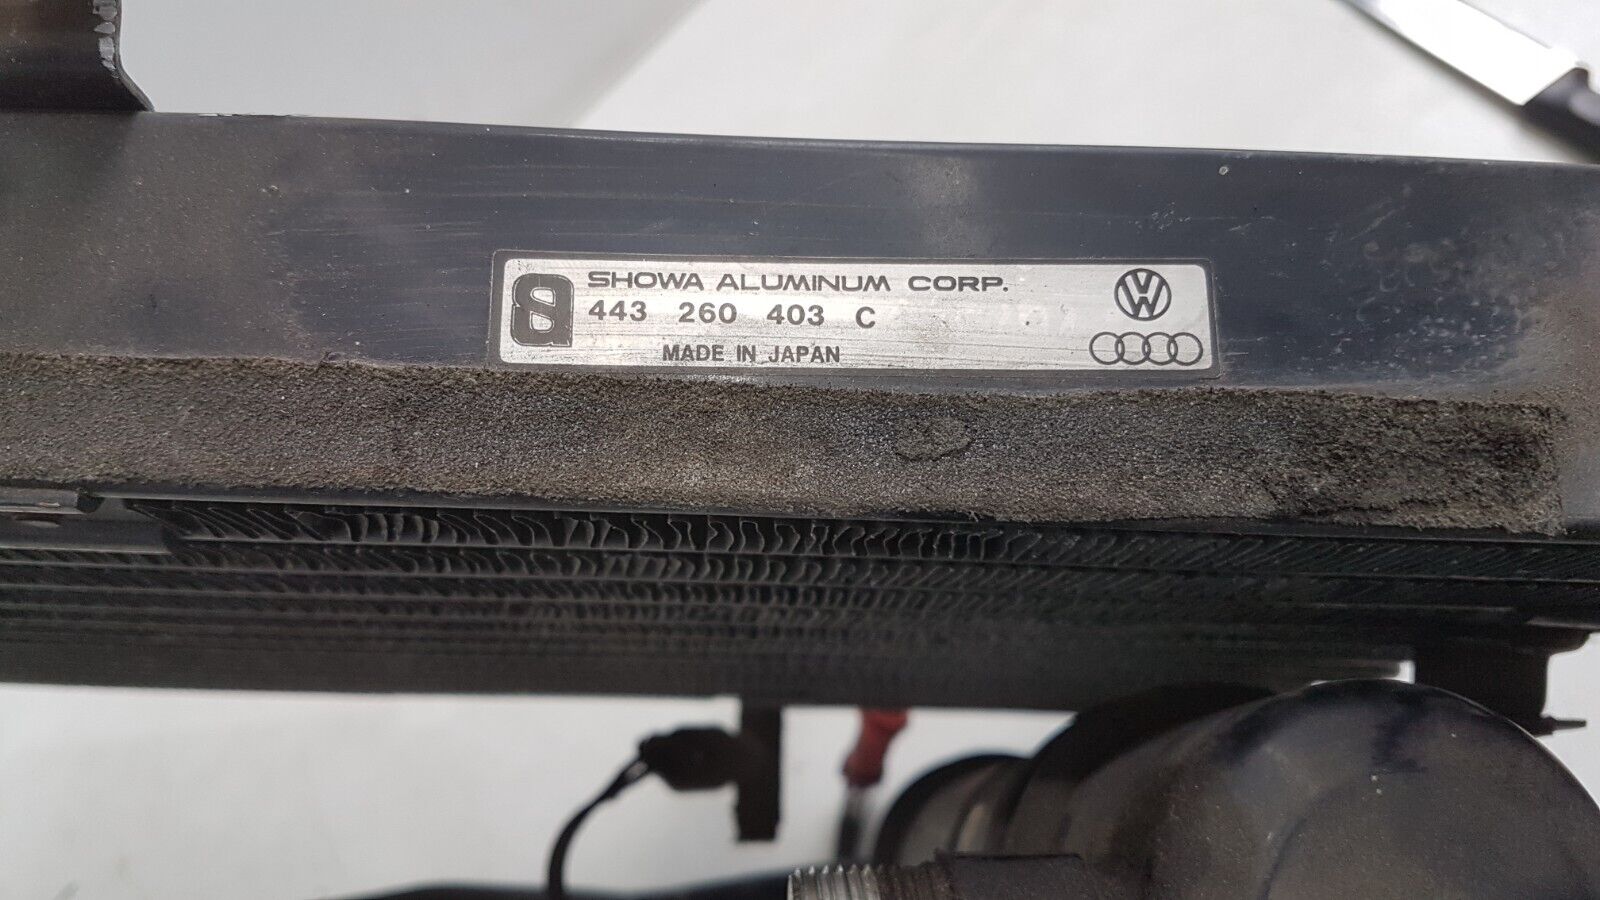 SHOWA ALUMINUM CORP.
443 260 403 C
MADE IN JAPAN